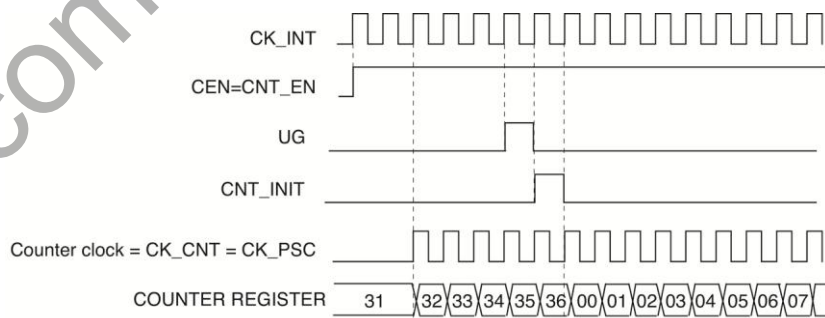 com
CK_INT
CEN=CNT_EN
UG
CNT_INIT
Counter clock = CK_CNT = CK_PSC
COUNTER REGISTER 31 32 33 34 35 36 00 01 02 03 04 05 06 07